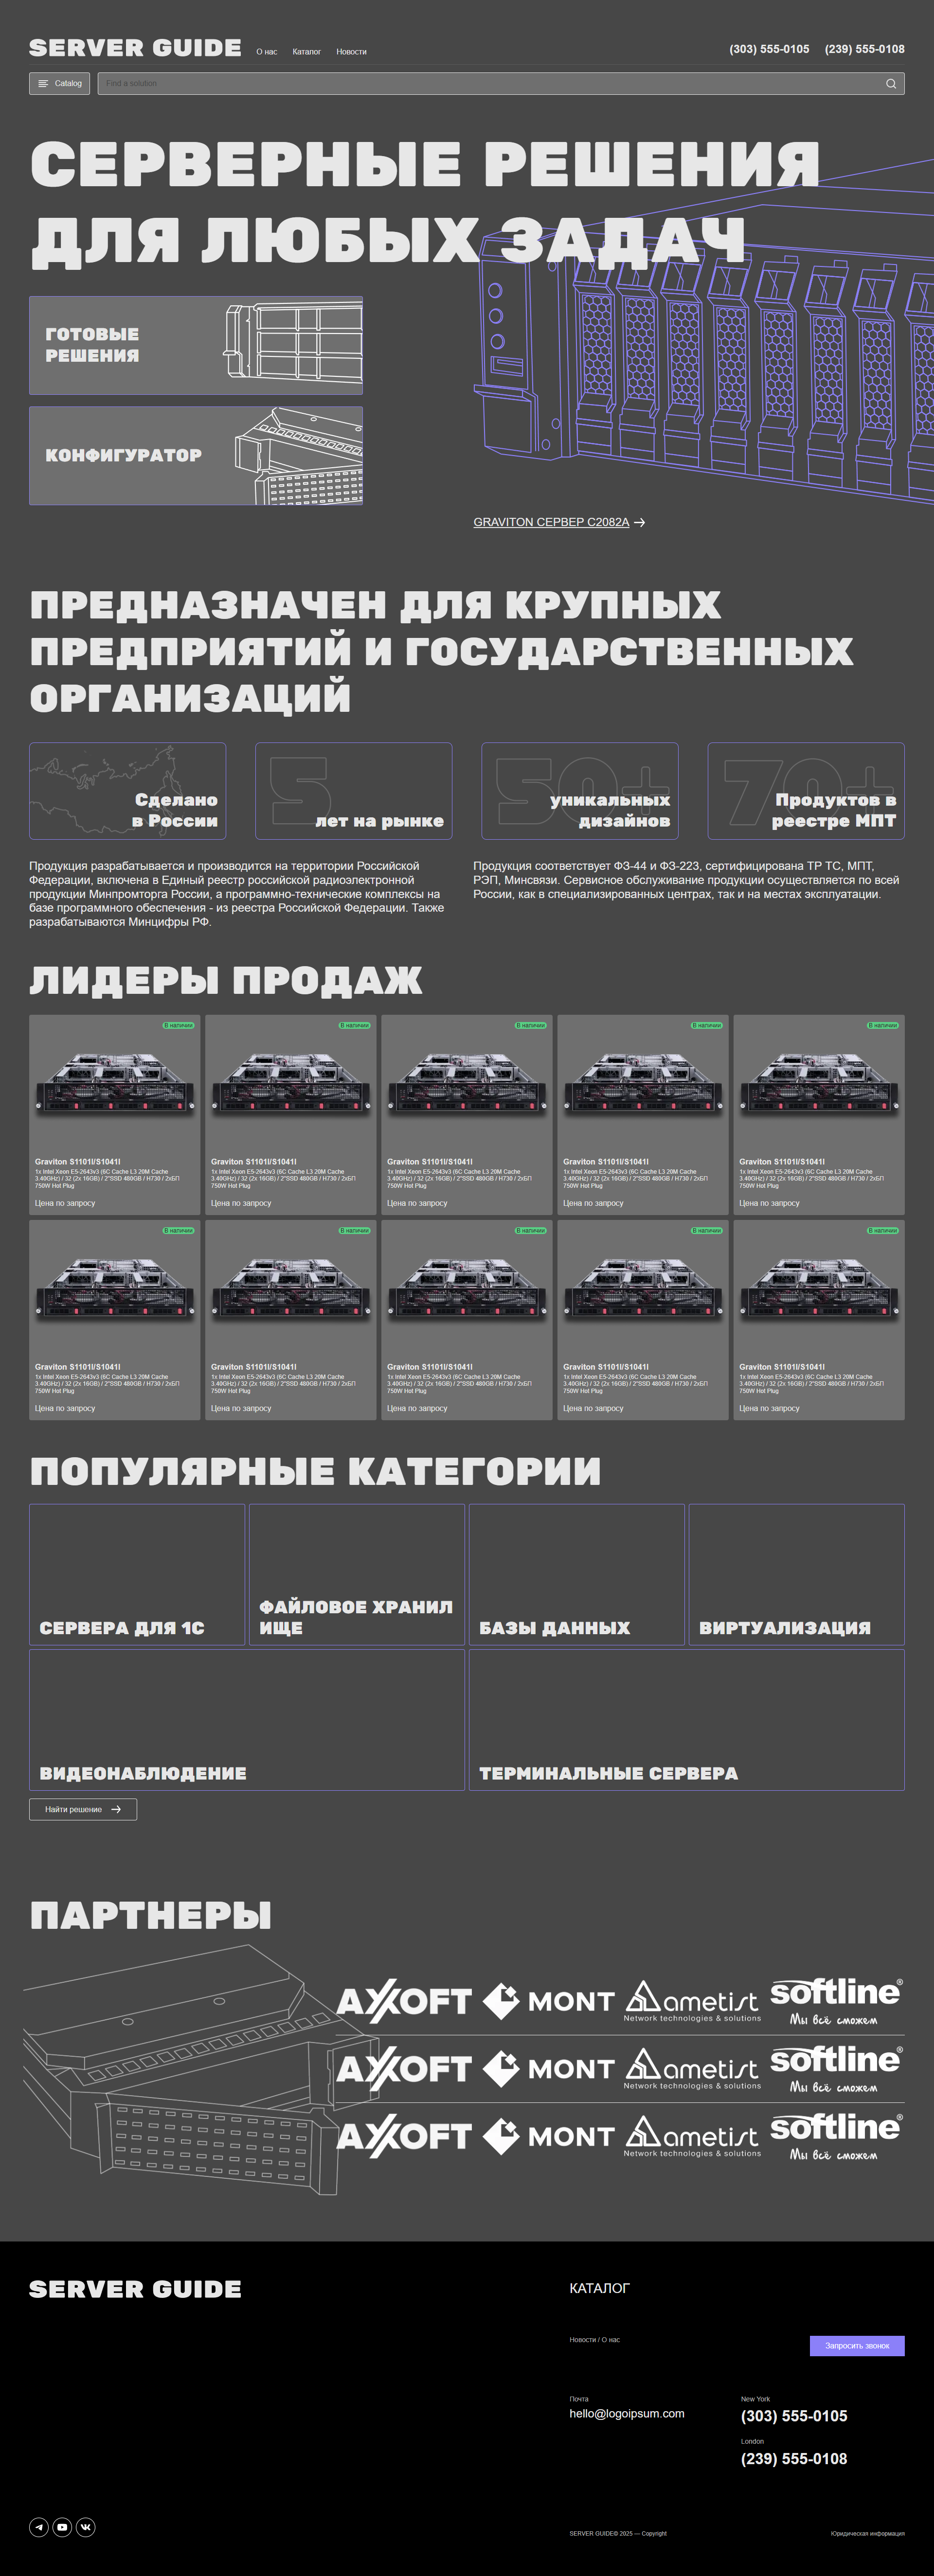 SERVER GUIDE
О нас Каталог Новости
(303) 555-0105 (239) 555-0108
Catalog
Find a solution
СЕРВЕРНЫЕ РЕШЕНИЯ
ДЛЯ ЛЮБЫХ ЗАДАЧ
ГОТОВЫЕ
РЕШЕНИЯ
КОНФИГУРАТОР
GRAVITON СЕРВЕР С2082А
ПРЕДНАЗНАЧЕН ДЛЯ КРУПНЫХ
ПРЕДПРИЯТИЙ И ГОСУДАРСТВЕННЫХ
ОРГАНИЗАЦИЙ
Сделано
в России
5
лет на рынке
50+
уникальных
дизайнов
70+
Продуктов в
реестре МПТ
Продукция разрабатывается и производится на территории Российской
Федерации, включена в Единый реестр российской радиоэлектронной
продукции Минпромторга России, а программно-технические комплексы на
базе программного обеспечения - из реестра Российской Федерации. Также
разрабатываются Минцифры РФ.
Продукция соответствует ФЗ-44 и ФЗ-223, сертифицирована ТР ТС, МПТ,
РЭП, Минсвязи. Сервисное обслуживание продукции осуществляется по всей
России, как в специализированных центрах, так и на местах эксплуатации.
ЛИДЕРЫ ПРОДАЖ
В наличии
Graviton S1101I/S1041I
1x Intel Xeon E5-2643v3 (6C Cache L3 20M Cache
3.40GHz) / 32 (2x 16GB) / 2"SSD 480GB / H730 / 2хБП
750W Hot Plug
Цена по запросу
В наличии
Graviton S1101I/S1041I
1x Intel Xeon E5-2643v3 (6C Cache L3 20M Cache
3.40GHz) / 32 (2x 16GB) / 2"SSD 480GB / H730 / 2хБП
750W Hot Plug
Цена по запросу
В наличии
Graviton S1101I/S1041I
1x Intel Xeon E5-2643v3 (6C Cache L3 20M Cache
3.40GHz) / 32 (2x 16GB) / 2"SSD 480GB / H730 / 2хБП
750W Hot Plug
Цена по запросу
В наличии
Graviton S1101I/S1041I
1x Intel Xeon E5-2643v3 (6C Cache L3 20M Cache
3.40GHz) / 32 (2x 16GB) / 2"SSD 480GB / H730 / 2хБП
750W Hot Plug
Цена по запросу
В наличии
Graviton S1101I/S1041I
1x Intel Xeon E5-2643v3 (6C Cache L3 20M Cache
3.40GHz) / 32 (2x 16GB) / 2"SSD 480GB / H730 / 2хБП
750W Hot Plug
Цена по запросу
В наличии
Graviton S1101I/S1041I
1x Intel Xeon E5-2643v3 (6C Cache L3 20M Cache
3.40GHz) / 32 (2x 16GB) / 2"SSD 480GB / H730 / 2хБП
750W Hot Plug
Цена по запросу
В наличии
Graviton S1101I/S1041I
1x Intel Xeon E5-2643v3 (6C Cache L3 20M Cache
3.40GHz) / 32 (2x 16GB) / 2"SSD 480GB / H730 / 2хБП
750W Hot Plug
Цена по запросу
В наличии
Graviton S1101I/S1041I
1x Intel Xeon E5-2643v3 (6C Cache L3 20M Cache
3.40GHz) / 32 (2x 16GB) / 2"SSD 480GB / H730 / 2хБП
750W Hot Plug
Цена по запросу
В наличии
Graviton S1101I/S1041I
1x Intel Xeon E5-2643v3 (6C Cache L3 20M Cache
3.40GHz) / 32 (2x 16GB) / 2"SSD 480GB / H730 / 2хБП
750W Hot Plug
Цена по запросу
В наличии
Graviton S1101I/S1041I
1x Intel Xeon E5-2643v3 (6C Cache L3 20M Cache
3.40GHz) / 32 (2x 16GB) / 2"SSD 480GB / H730 / 2хБП
750W Hot Plug
Цена по запросу
ПОПУЛЯРНЫЕ КАТЕГОРИИ
СЕРВЕРА ДЛЯ 1С
ФАЙЛОВОЕ ХРАНИЛ
ИЩЕ
БАЗЫ ДАННЫХ
ВИРТУАЛИЗАЦИЯ
ВИДЕОНАБЛЮДЕНИЕ
ТЕРМИНАЛЬНЫЕ СЕРВЕРА
Найти решение
ПАРТНЕРЫ
AXOFT
MONT
ametist
Network technologies & solutions
softline®
Мы всё сможем
AXOFT
MONT
ametist
Network technologies & solutions
softline®
Мы всё сможем
AXOFT
MONT
ametist
Network technologies & solutions
softline®
Мы всё сможем
SERVER GUIDE
КАТАЛОГ
Новости / О нас
Запросить звонок
Почта
hello@logoipsum.com
New York
(303) 555-0105
London
(239) 555-0108
SERVER GUIDE© 2025 — Copyright
Юридическая информация